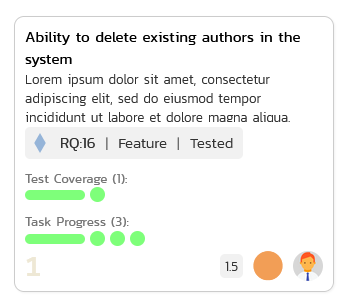 Ability to delete existing authors in the
system
Lorem ipsum dolor sit amet, consectetur
adipiscing elit, sed do eiusmod tempor
incididunt ut labore et dolore magna aliqua.
RQ:16 | Feature | Tested
Test Coverage (1):
Task Progress (3):
1
1.5